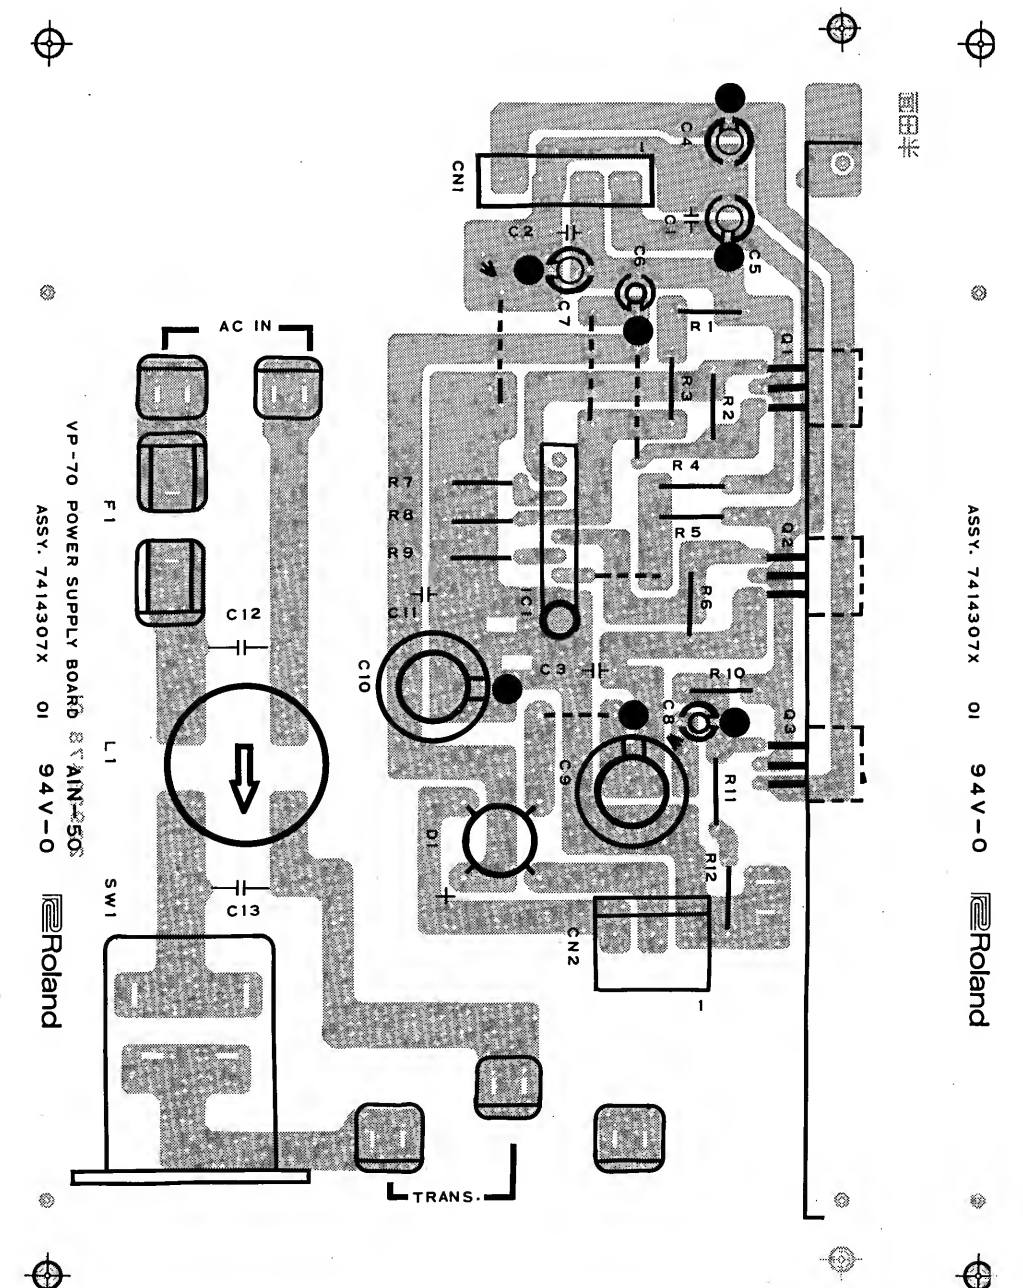 C4
1
CN1
C1
C2
C6
C5
C7
R1
Q1
AC IN
R3
R2
R4
R7
R8
R5
Q2
R9
F1
C11
IC1
R6
C12
C3
R10
C10
C8
Q3
L1
C9
R11
D1
R12
+
SW1
C13
CN2
1
TRANS.
VP-70 POWER SUPPLY BOARD
ASSY. 7414307X 01 94V-0 Roland
ASSY. 7414307X 01 94V-0 Roland